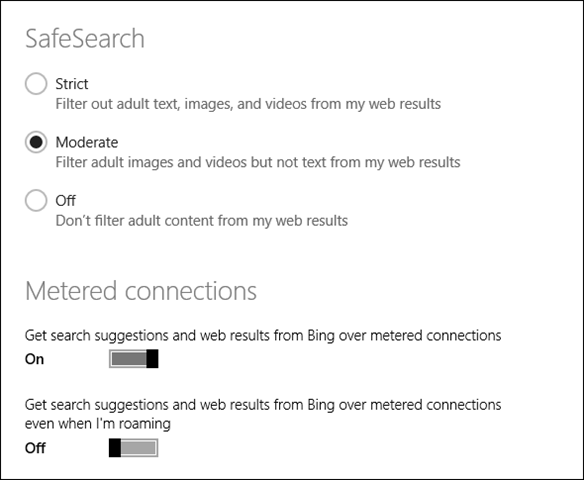 SafeSearch
Strict
Filter out adult text, images, and videos from my web results
Moderate
Filter adult images and videos but not text from my web results
Off
Don't filter adult content from my web results
Metered connections
Get search suggestions and web results from Bing over metered connections
On
Get search suggestions and web results from Bing over metered connections
even when I'm roaming
Off